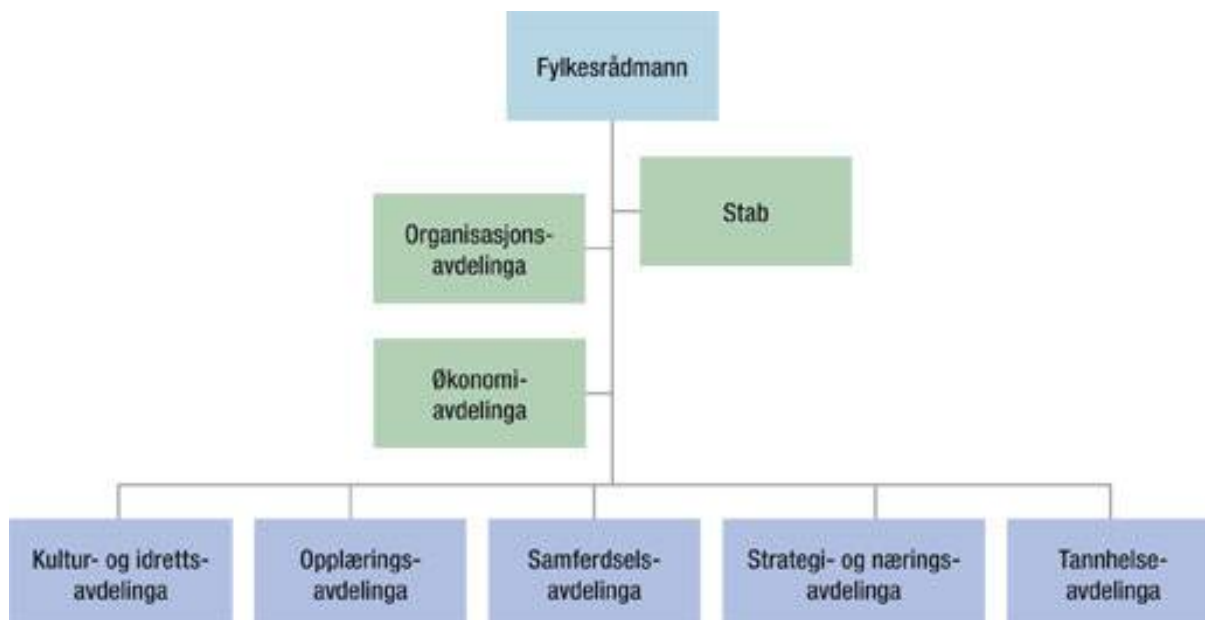 Fylkesrådmann
Stab
Organisasjons-
avdelinga
Økonomi-
avdelinga
Kultur- og idretts-
avdelinga
Opplærings-
avdelinga
Samferdsels-
avdelinga
Strategi- og nærings-
avdelinga
Tannhelse-
avdelinga